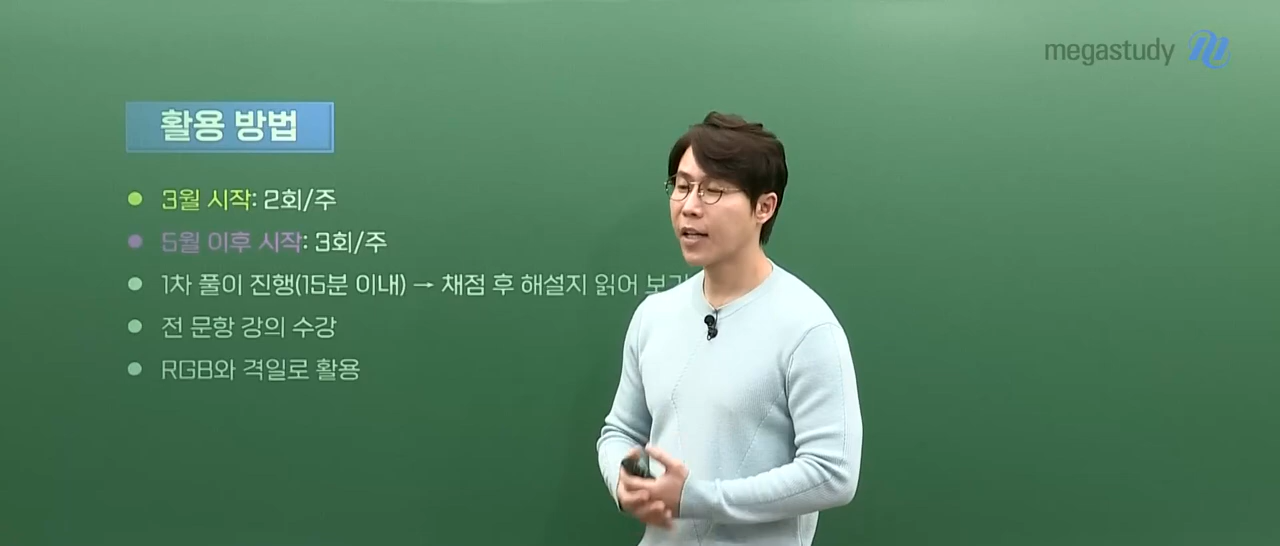 megastudy
활용 방법
3월 시작: 2회/주
5월 이후 시작: 3회/주
1차 풀이 진행(15분 이내) → 채점 후 해설지 읽어
전 문항 강의 수강
RGB와 격일로 활용